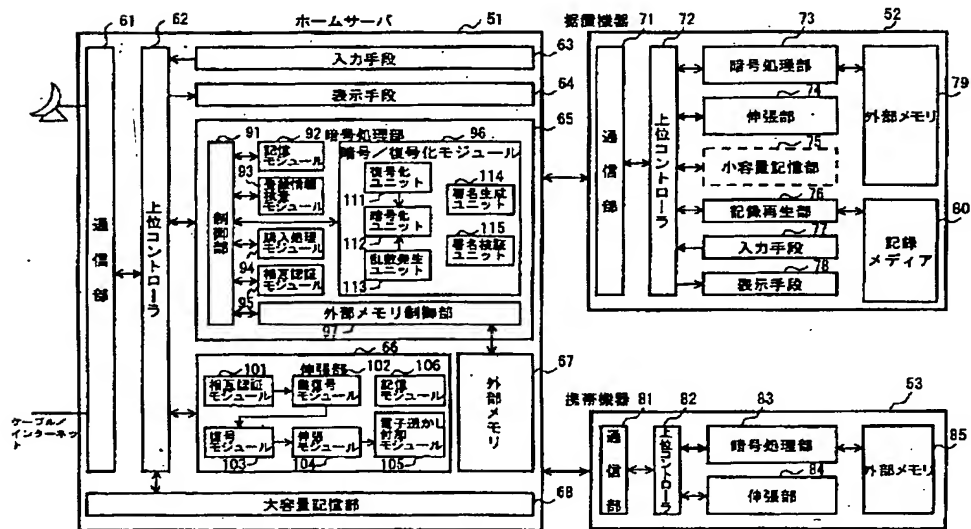 61
62
ホームサーバ
51
63
入力手段
64
表示手段
65
91
92
暗号処理部
96
記憶
モジュール
暗号/復号化モジュール
93
登録情報
検査
モジュール
復号化
ユニット
114
署名生成
ユニット
111
制御部
暗号化
ユニット
115
購入処理
モジュール
112
署名検証
ユニット
94
乱数発生
ユニット
相互認証
モジュール
113
95
外部メモリ制御部
97
通信部
上位コントローラ
66
67
101
伸張部
102
106
相互認証
モジュール
鍵復号
モジュール
記憶
モジュール
外部メモリ
復号
モジュール
伸張
モジュール
電子透かし
付加
モジュール
103
104
105
ケーブル/
インターネッ
ト
68
大容量記憶部
据置機器
71
72
73
52
暗号処理部
79
74
伸張部
外部メモリ
75
小容量記憶部
76
記録再生部
80
77
入力手段
記録
メディア
78
表示手段
通信部
上位コントローラ
携帯機器
81
82
83
53
通信部
上位コントローラ
暗号処理部
85
84
外部メモリ
伸張部